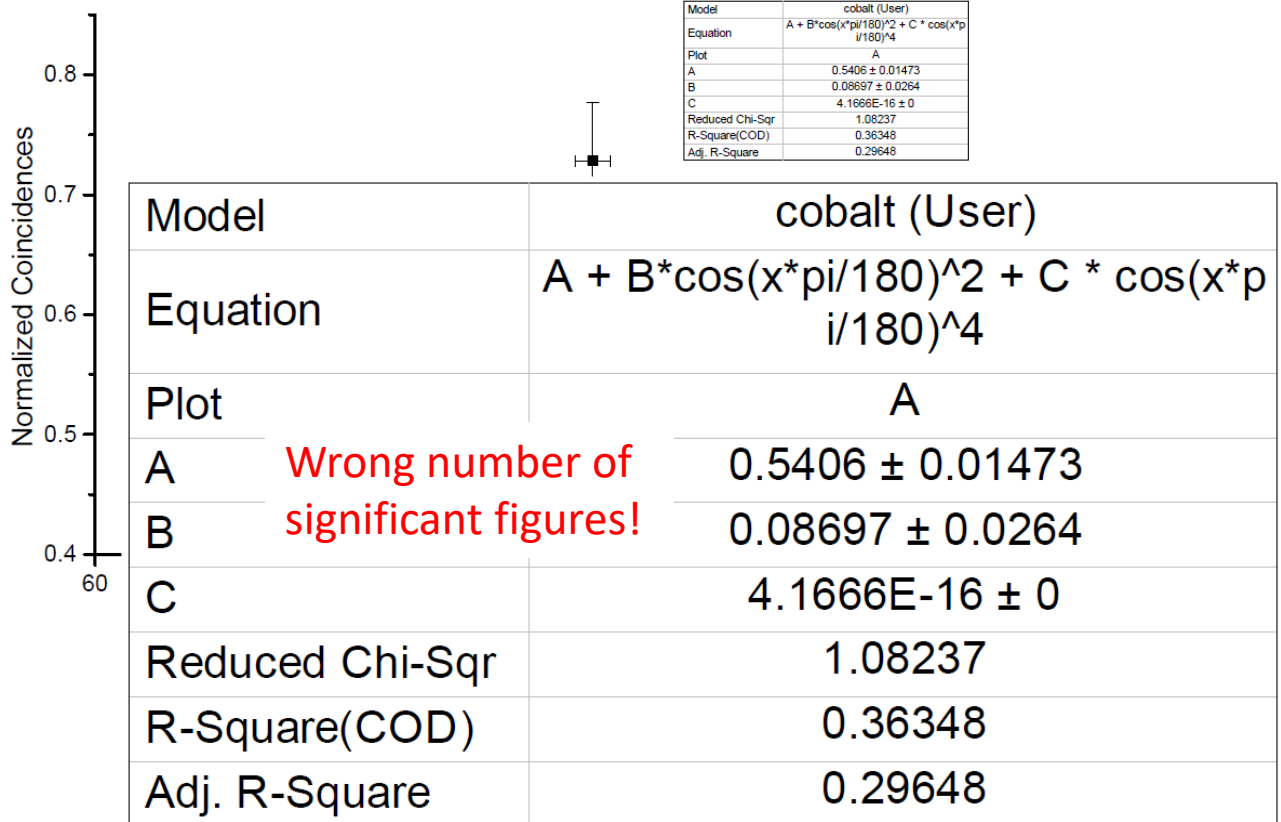 Model cobalt (User)
Equation A + B*cos(x*pi/180)^2 + C * cos(x*p
i/180)^4
Plot A
A 0.5406 ± 0.01473
B 0.08697 ± 0.0264
C 4.1666E-16 ± 0
Reduced Chi-Sqr 1.08237
R-Square(COD) 0.36348
Adj. R-Square 0.29648
Normalized Coincidences
0.8
0.7
0.6
0.5
0.4
60
Model cobalt (User)
Equation A + B*cos(x*pi/180)^2 + C * cos(x*p
i/180)^4
Plot A
A 0.5406 ± 0.01473
B 0.08697 ± 0.0264
C 4.1666E-16 ± 0
Reduced Chi-Sqr 1.08237
R-Square(COD) 0.36348
Adj. R-Square 0.29648
Wrong number of
significant figures!